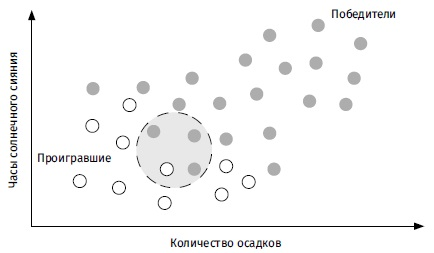 Победители
Часы солнечного сияния
Проигравшие
Количество осадков